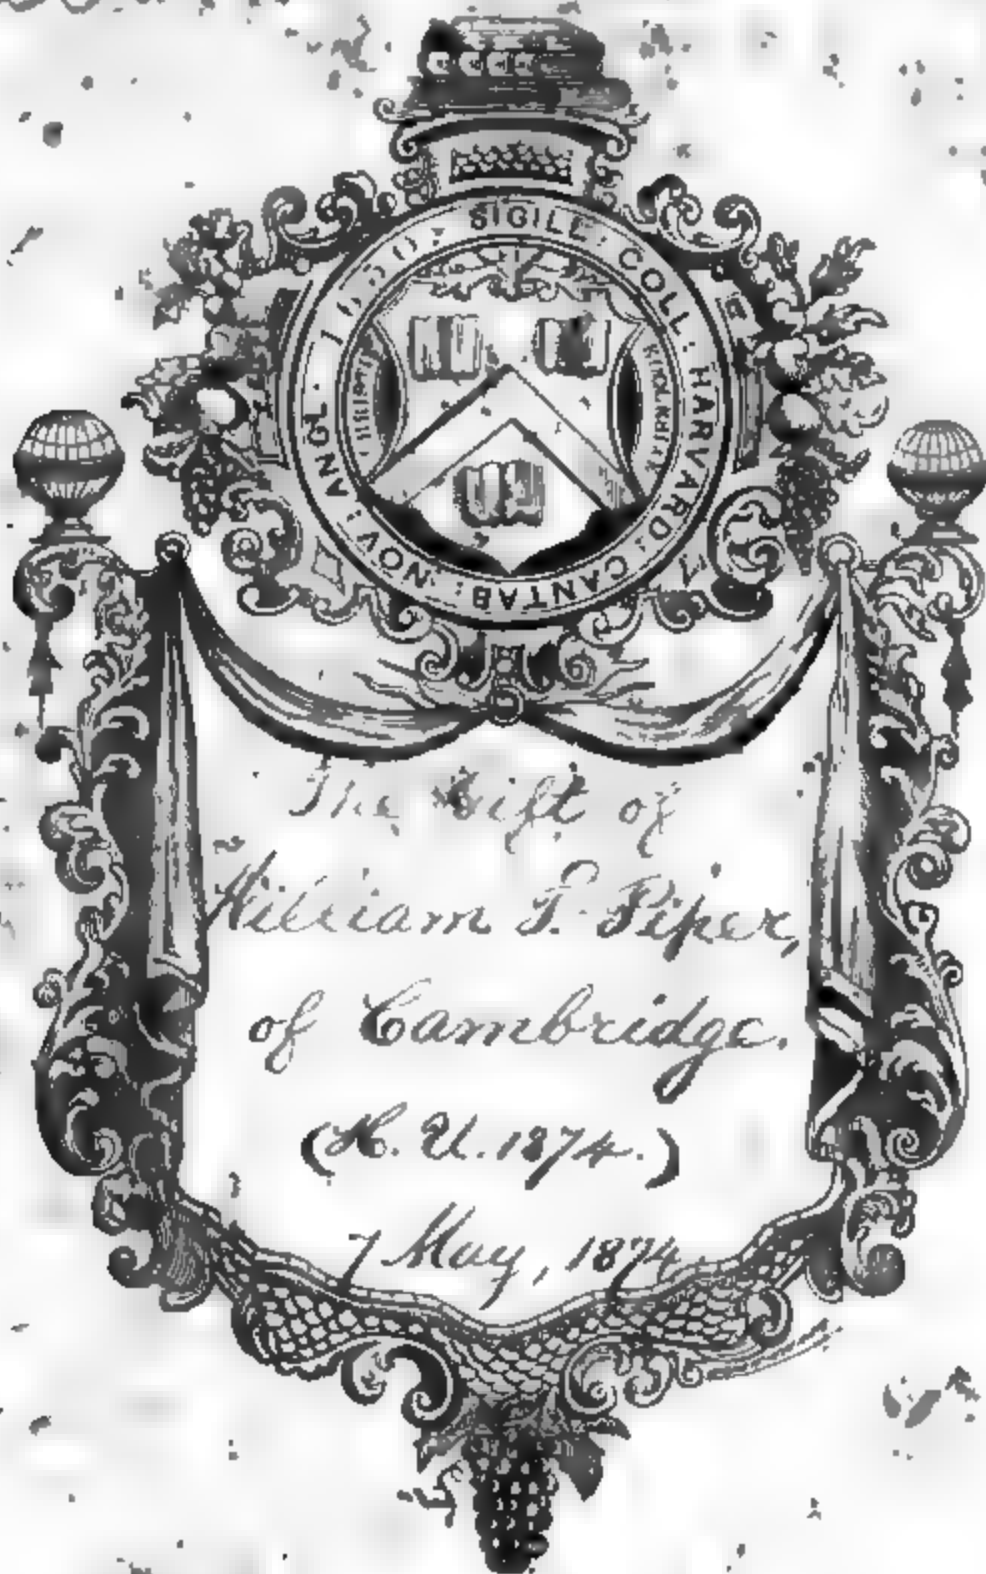 SIGILL: COLL: HARVARD: CANTAB: NOV: ANGL. 1650.
The Gift of
William T. Piper,
of Cambridge.
(H. U. 1874.)
7 May, 1874.